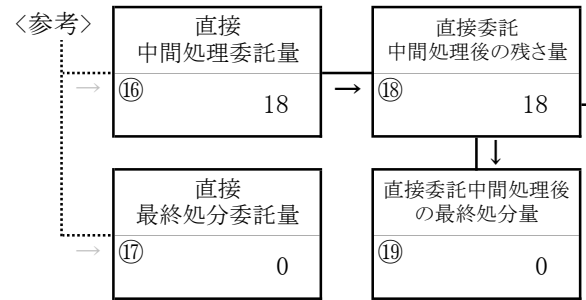 〈参考〉
直接
中間処理委託量
⑯
18
→
→
直接委託
中間処理後の残さ量
⑱
18
↓
直接
最終処分委託量
⑰
0
→
直接委託中間処理後
の最終処分量
⑲
0